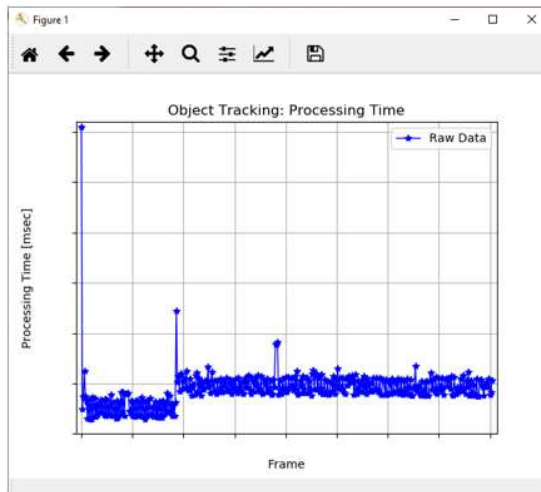 Figure 1
Object Tracking: Processing Time
Raw Data
Processing Time [msec]
Frame